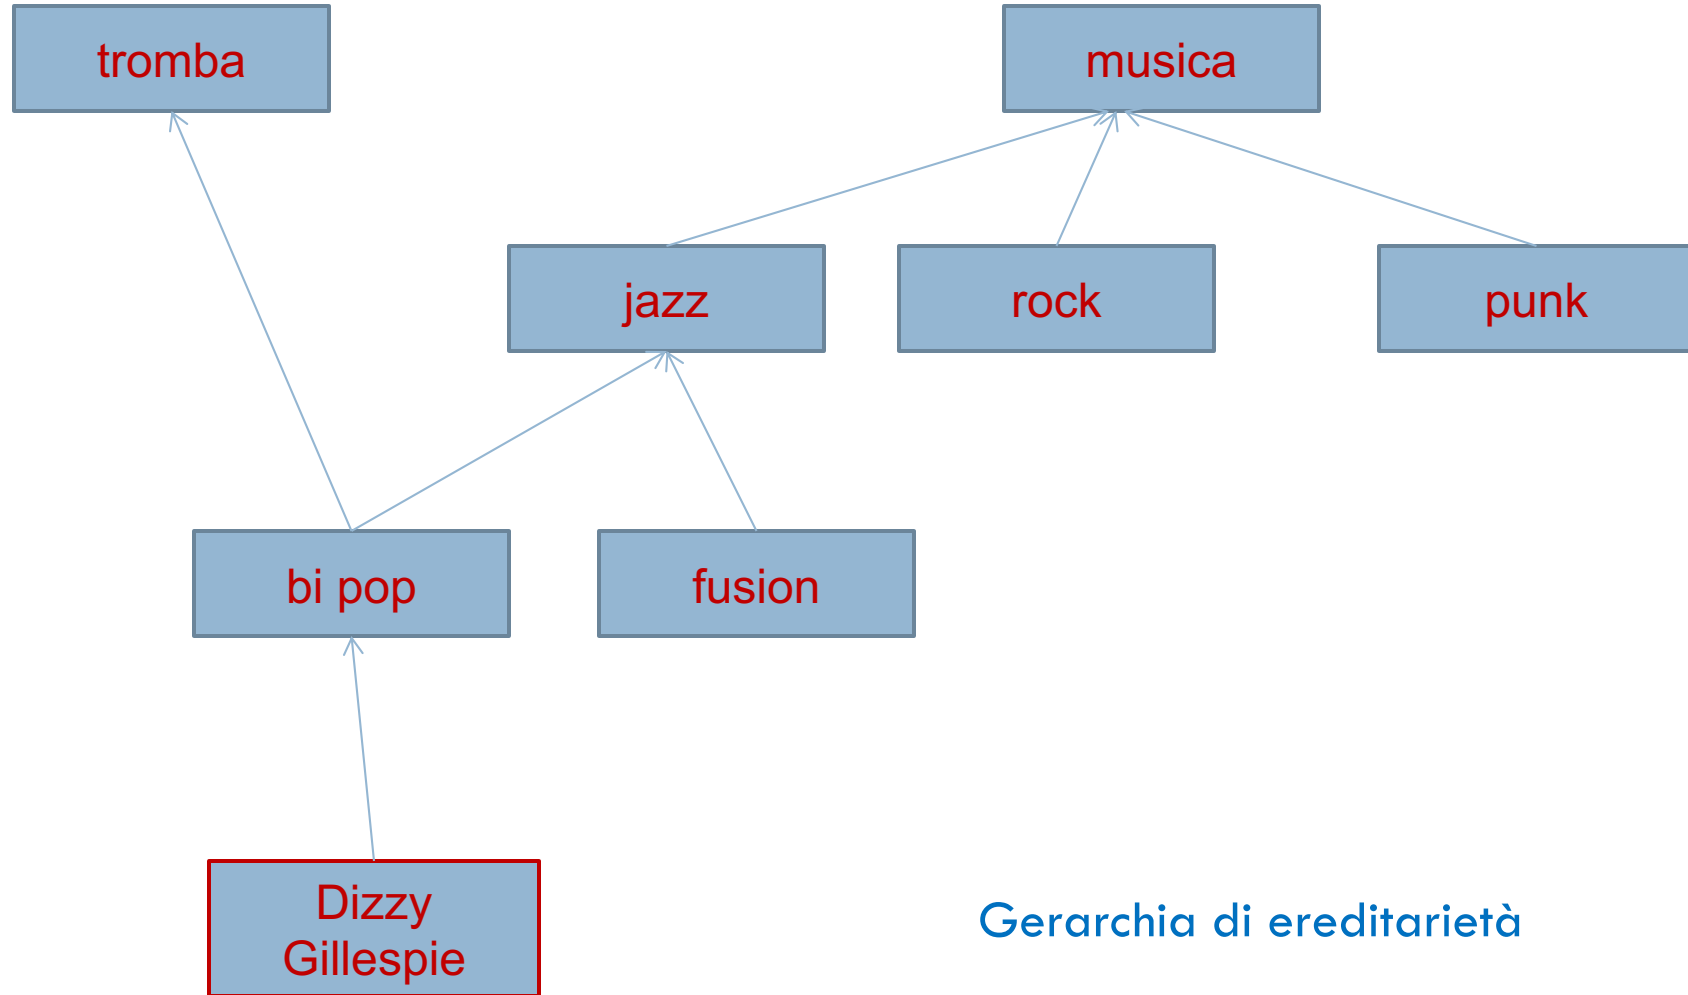 tromba
musica
jazz
rock
punk
bi pop
fusion
Dizzy
Gillespie
Gerarchia di ereditarietà